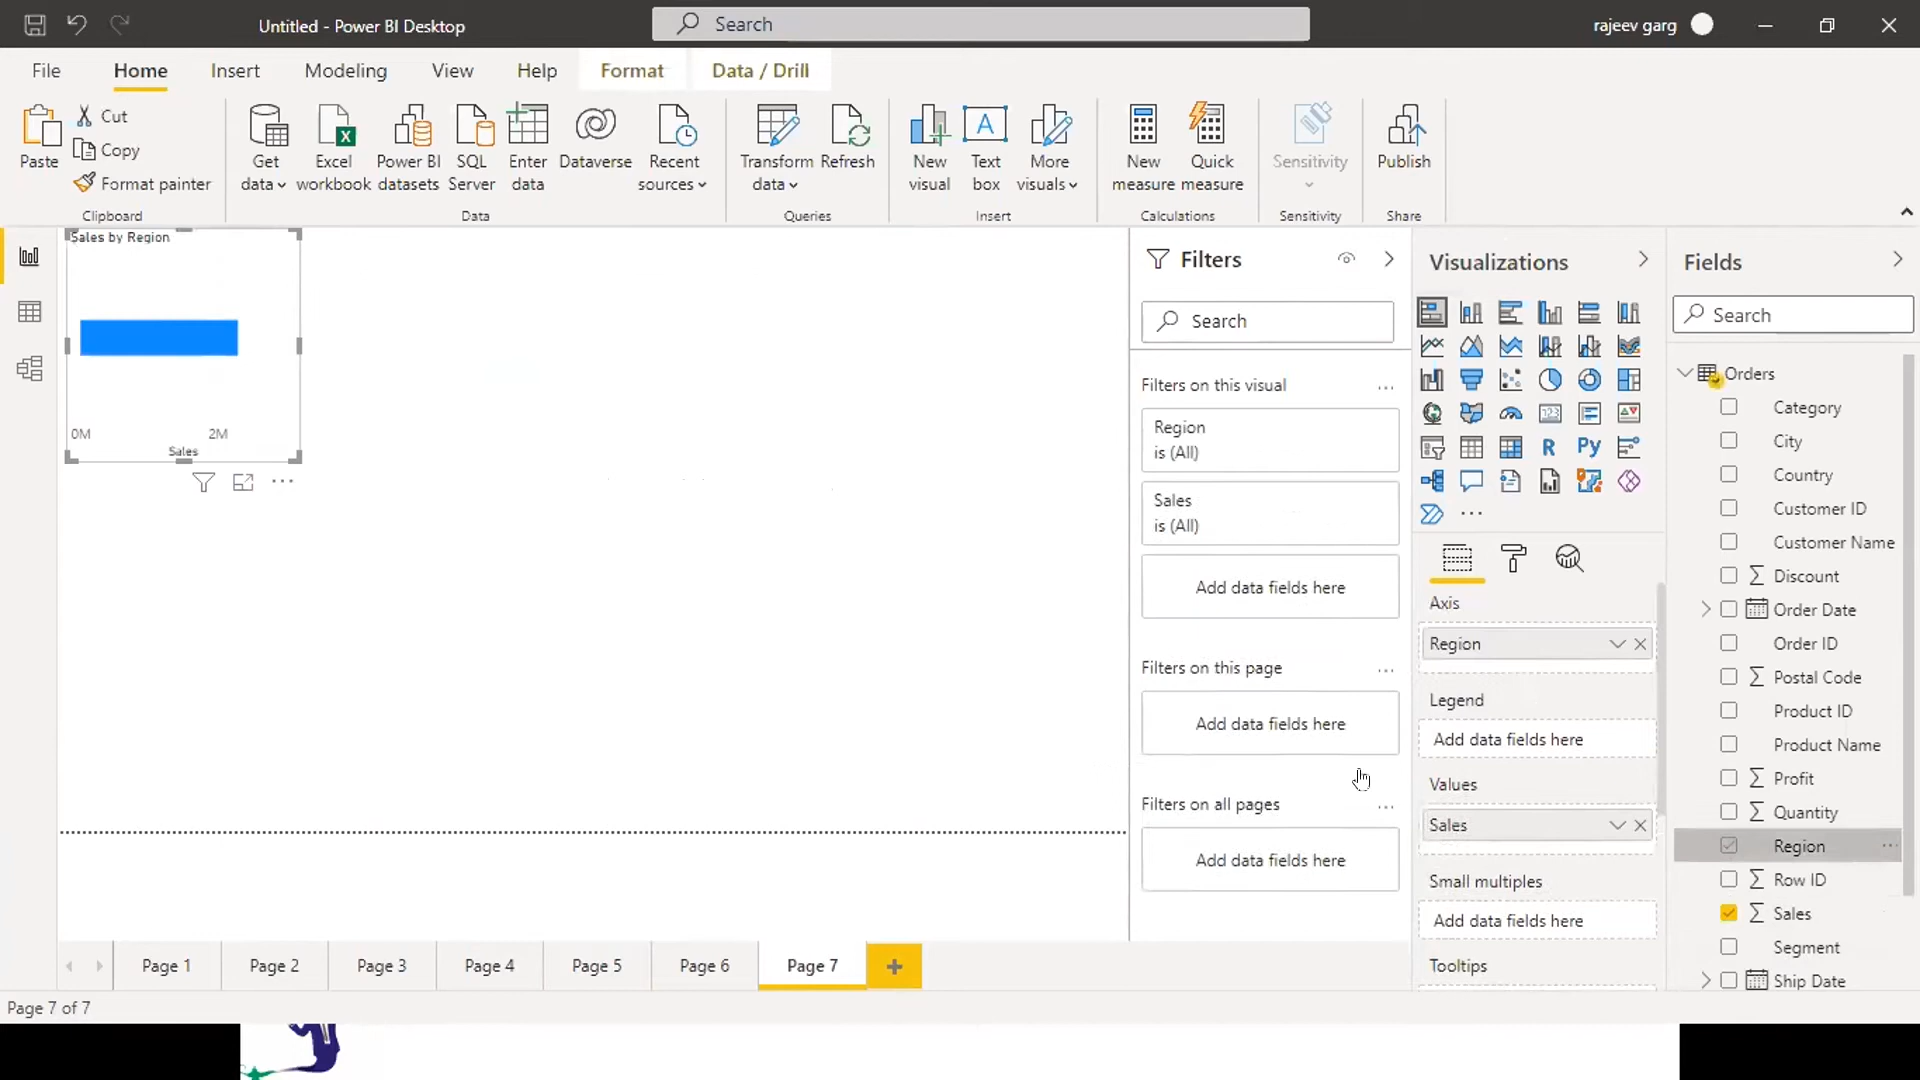 Untitled - Power BI Desktop
Search
rajeev garg
File
Home
Insert
Modeling
View
Help
Format
Data / Drill
Paste
Cut
Copy
Format painter
Clipboard
Get data
Excel workbook
Power BI datasets
SQL Server
Enter data
Dataverse
Recent sources
Data
Transform data
Refresh
Queries
New visual
Text box
More visuals
Insert
New measure
Quick measure
Calculations
Sensitivity
Sensitivity
Publish
Share
Sales by Region
0M
2M
Sales
Filters
Search
Filters on this visual
...
Region
is (All)
Sales
is (All)
Add data fields here
Filters on this page
...
Add data fields here
Filters on all pages
...
Add data fields here
Visualizations
123
R
Py
...
Axis
Region
Legend
Add data fields here
Values
Sales
Small multiples
Add data fields here
Tooltips
Fields
Search
Orders
Category
City
Country
Customer ID
Customer Name
Σ Discount
Order Date
Order ID
Σ Postal Code
Product ID
Product Name
Σ Profit
Σ Quantity
Region ...
Σ Row ID
Σ Sales
Segment
Ship Date
Page 1
Page 2
Page 3
Page 4
Page 5
Page 6
Page 7
Page 7 of 7